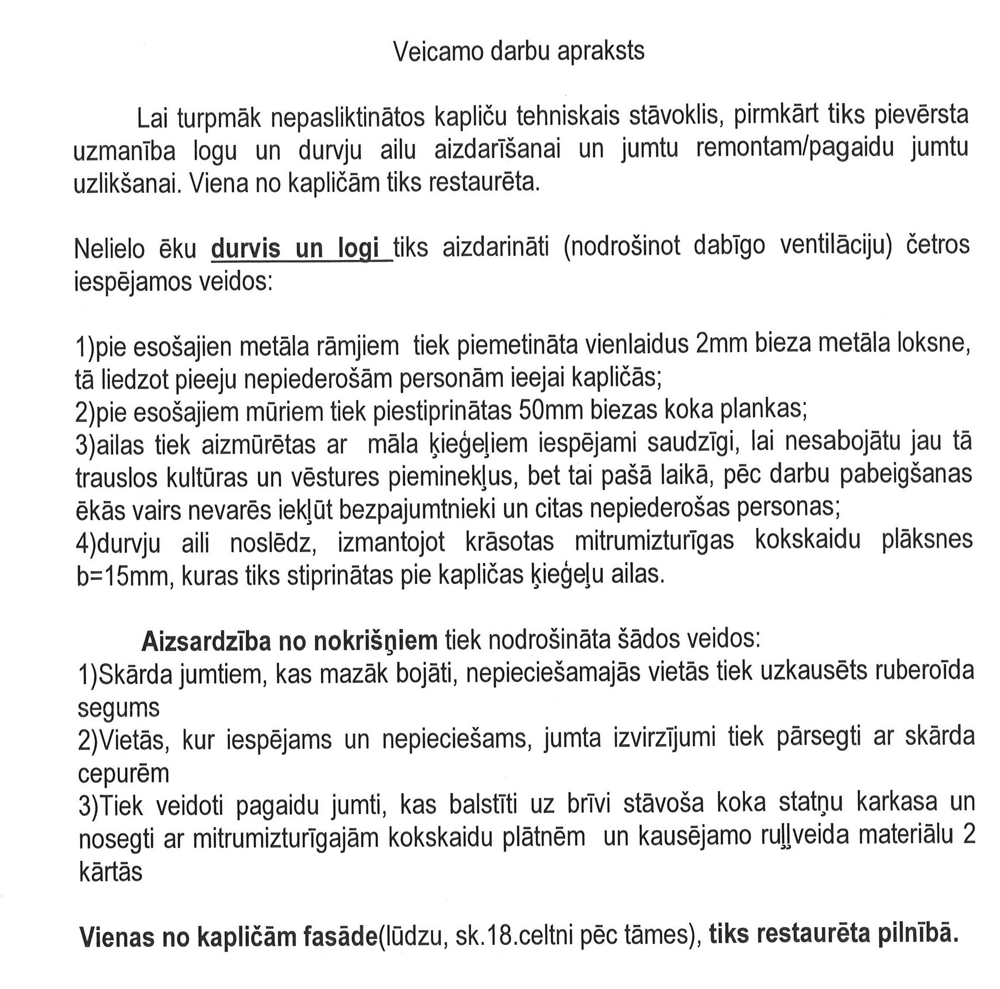 Veicamo darbu apraksts
Lai turpmāk nepasliktinātos kapliču tehniskais stāvoklis, pirmkārt tiks pievērsta
uzmanība logu un durvju ailu aizdarīšanai un jumtu remontam/pagaidu jumtu
uzlikšanai. Viena no kapličām tiks restaurēta.
Nelielo ēku durvis un logi tiks aizdarināti (nodrošinot dabīgo ventilāciju) četros
iespējamos veidos:
1)pie esošajien metāla rāmjiem tiek piemetināta vienlaidus 2mm bieza metāla loksne,
tā liedzot pieeju nepiederošām personām ieejai kapličās;
2)pie esošajiem mūriem tiek piestiprinātas 50mm biezas koka plankas;
3)ailas tiek aizmūrētas ar māla ķieģeļiem iespējami saudzīgi, lai nesabojātu jau tā
trauslos kultūras un vēstures pieminekļus, bet tai pašā laikā, pēc darbu pabeigšanas
ēkās vairs nevarēs iekļūt bezpajumtnieki un citas nepiederošas personas;
4)durvju aili noslēdz, izmantojot krāsotas mitrumizturīgas kokskaidu plāksnes
b=15mm, kuras tiks stiprinātas pie kapličas ķieģeļu ailas.
Aizsardzība no nokrišņiem tiek nodrošināta šādos veidos:
1)Skārda jumtiem, kas mazāk bojāti, nepieciešamajās vietās tiek uzkausēts ruberoīda
segums
2)Vietās, kur iespējams un nepieciešams, jumta izvirzījumi tiek pārsegti ar skārda
cepurēm
3)Tiek veidoti pagaidu jumti, kas balstīti uz brīvi stāvoša koka statņu karkasa un
nosegti ar mitrumizturīgajām kokskaidu plātnēm un kausējamo ruļļveida materiālu 2
kārtās
Vienas no kapličām fasāde(lūdzu, sk.18.celtni pēc tāmes), tiks restaurēta pilnībā.